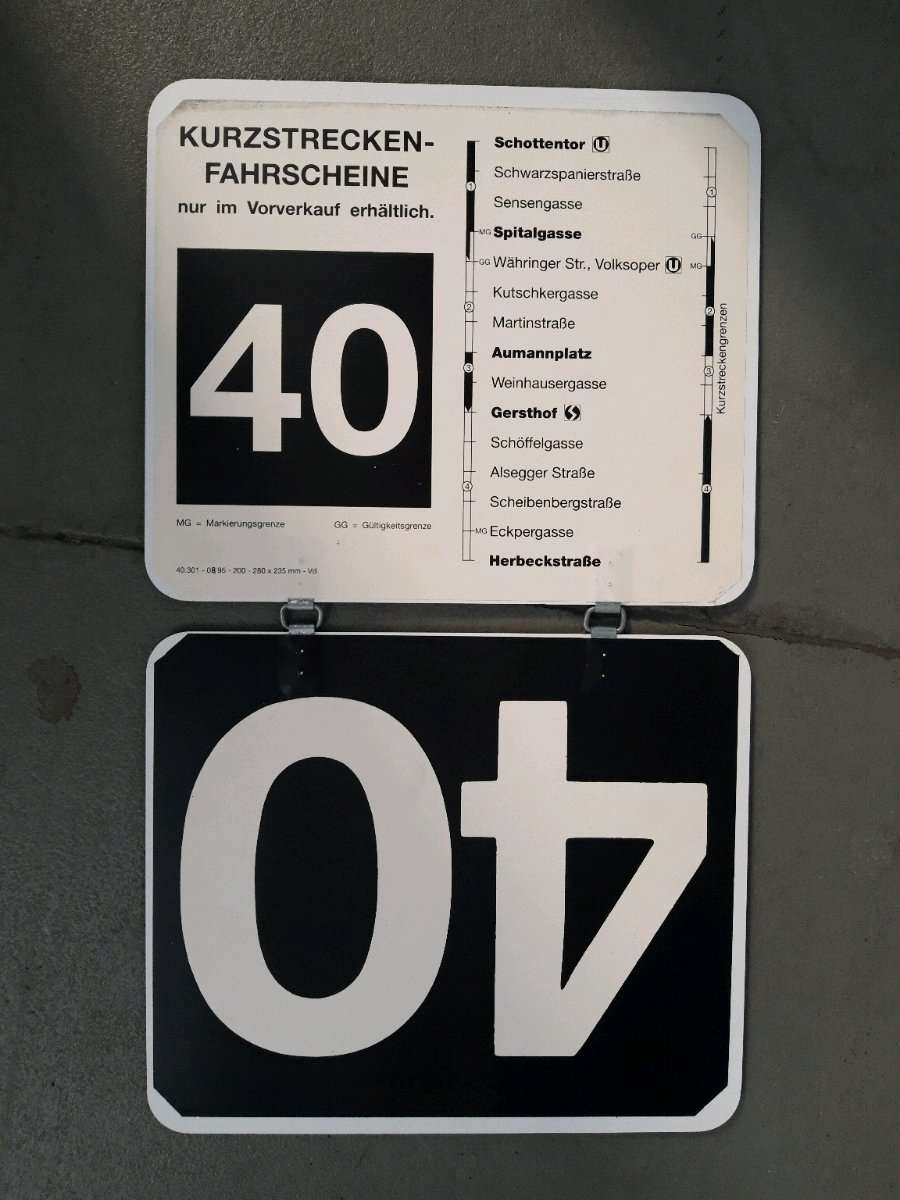 KURZSTRECKEN-
FAHRSCHEINE
nur im Vorverkauf erhältlich.
40
MG = Markierungsgrenze GG = Gültigkeitsgrenze
40.301 - 08 95 - 200 - 280 x 235 mm - Vd
Schottentor U
Schwarzspanierstraße
1 1
Sensengasse
MG Spitalgasse GG
GG Währinger Str., Volksoper U MG
Kutschkergasse
2 2
Martinstraße
Aumannplatz
3 3
Weinhausergasse
Gersthof S
Schöffelgasse
Alsegger Straße
4 4
Scheibenbergstraße
MG Eckpergasse
Herbeckstraße
Kurzstreckengrenzen
40